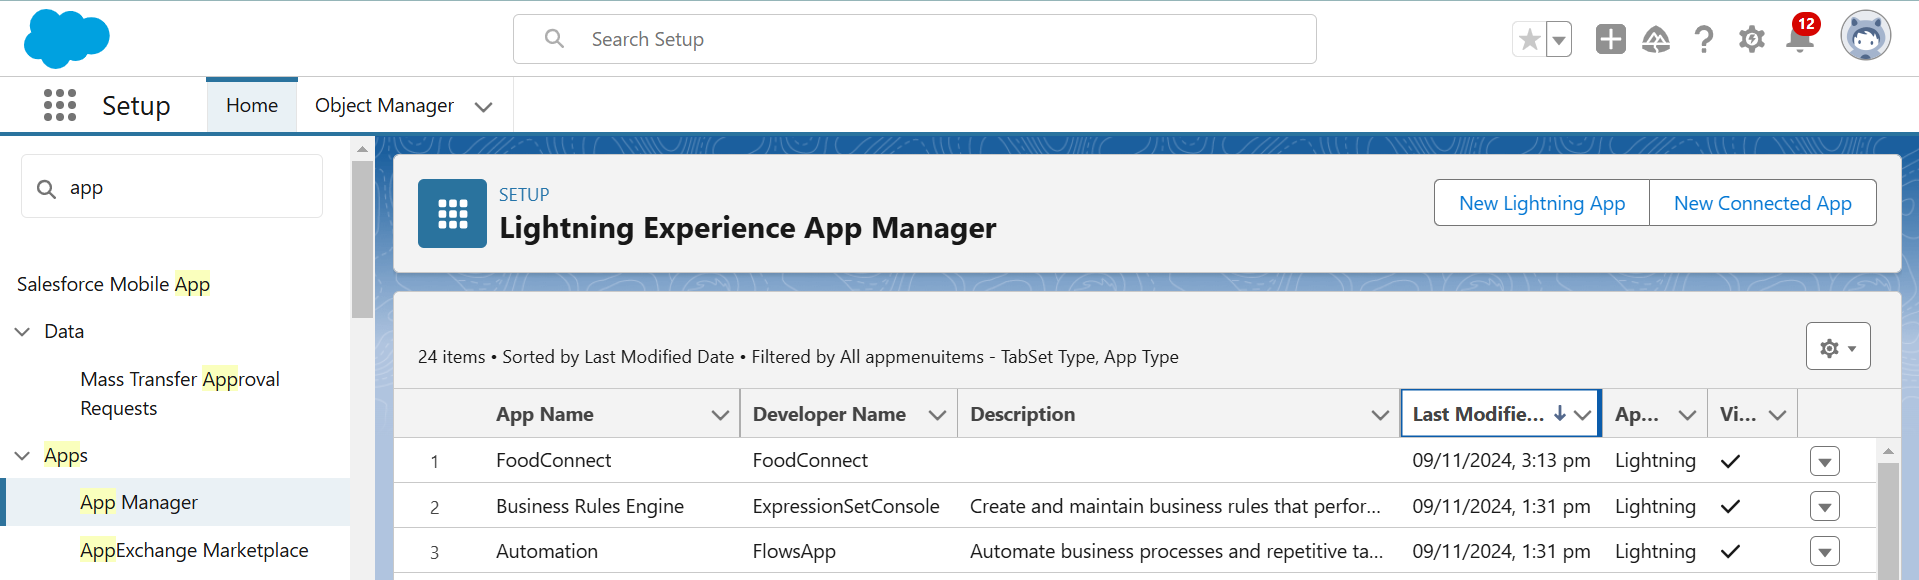 Search Setup
12
Setup
Home
Object Manager
app
Salesforce Mobile App
Data
Mass Transfer Approval
Requests
Apps
App Manager
AppExchange Marketplace
SETUP
Lightning Experience App Manager
New Lightning App
New Connected App
24 items • Sorted by Last Modified Date • Filtered by All appmenuitems - TabSet Type, App Type
App Name Developer Name Description Last Modifie... Ap... Vi...
1 FoodConnect FoodConnect 09/11/2024, 3:13 pm Lightning
2 Business Rules Engine ExpressionSetConsole Create and maintain business rules that perfor... 09/11/2024, 1:31 pm Lightning
3 Automation FlowsApp Automate business processes and repetitive ta... 09/11/2024, 1:31 pm Lightning